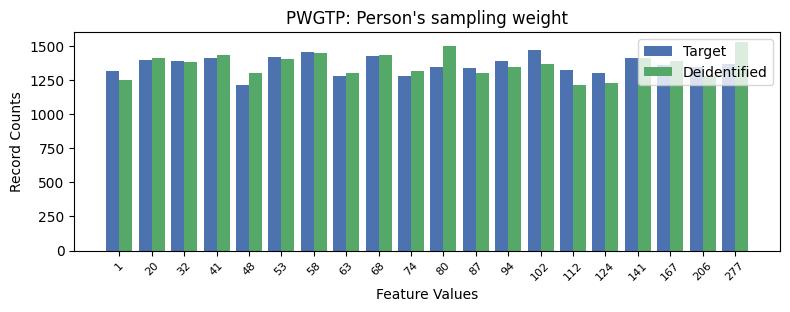 PWGTP: Person's sampling weight
Target
Deidentified
Record Counts
1500
1250
1000
750
500
250
0
1 20 32 41 48 53 58 63 68 74 80 87 94 102 112 124 141 167 206 277
Feature Values